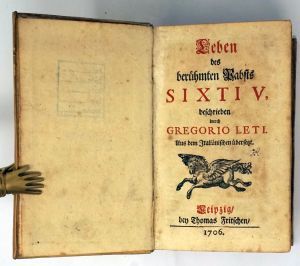 Leben
des
berühmten Pabsts
SIXTI V,
beschrieben
durch
GREGORIO LETI.
Aus dem Italiänischen übersetzt.
Leipzig/
bey Thomas Fritschen/
1706.